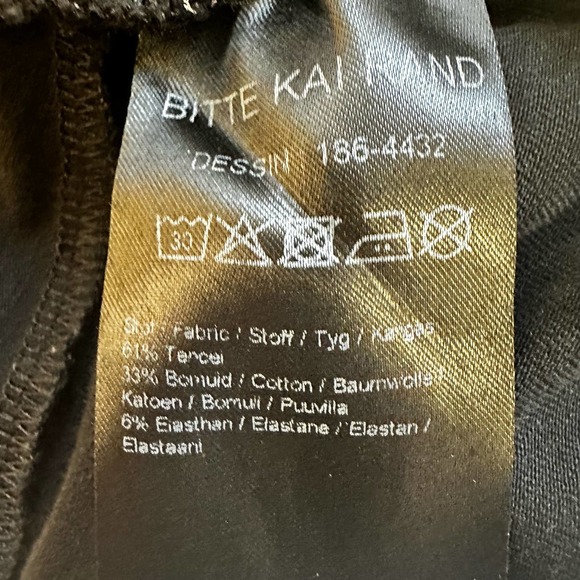 BITTE KAI RAND
DESSIN 186-4432
30
Stof / Fabric / Stoff / Tyg / Kangas
61% Tencel
33% Bomuld / Cotton / Baumwolle /
Katoen / Bomull / Puuvilla
6% Elasthan / Elastane / Elastan /
Elastaani